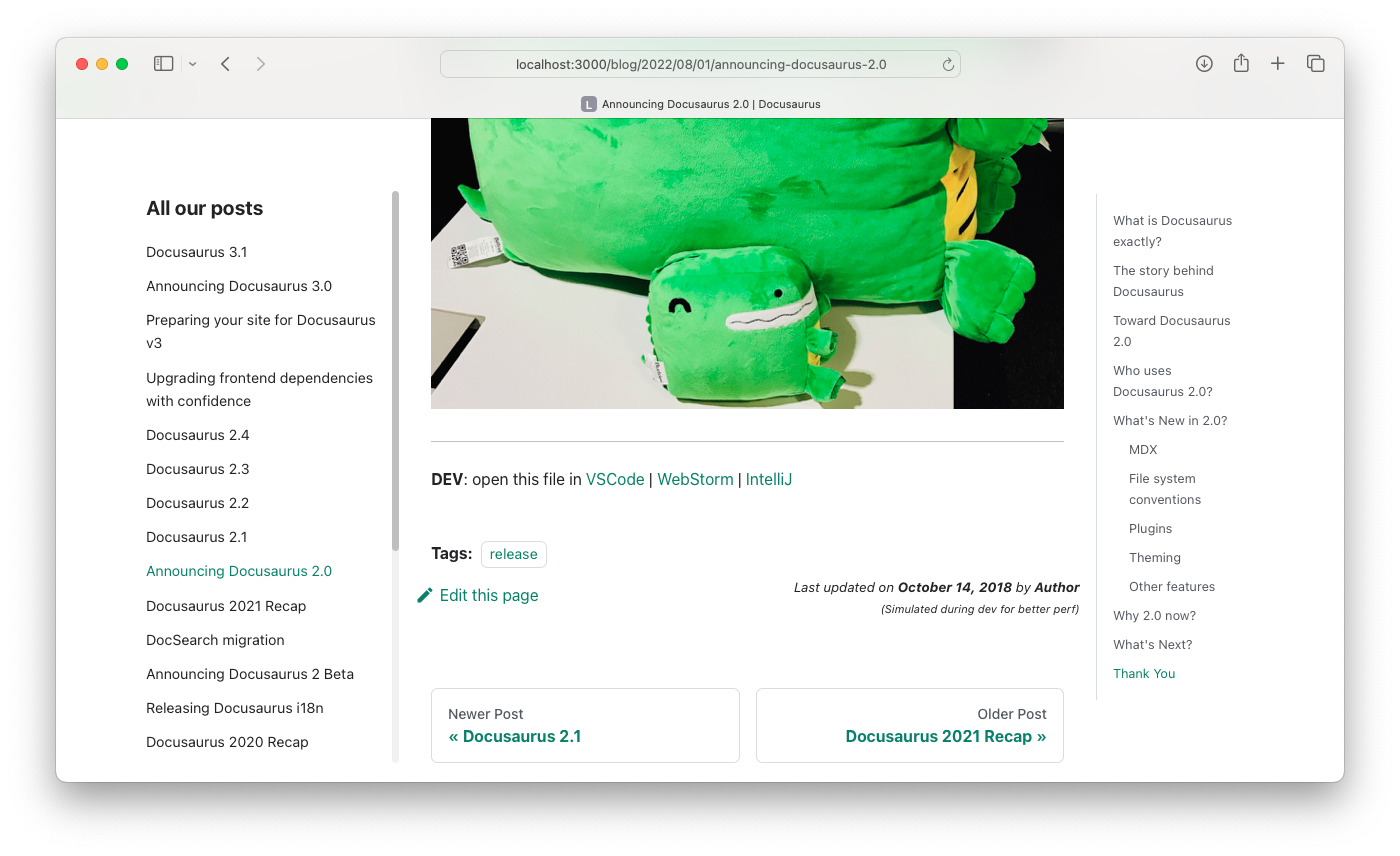 localhost:3000/blog/2022/08/01/announcing-docusaurus-2.0
L Announcing Docusaurus 2.0 | Docusaurus
All our posts
Docusaurus 3.1
Announcing Docusaurus 3.0
Preparing your site for Docusaurus
v3
Upgrading frontend dependencies
with confidence
Docusaurus 2.4
Docusaurus 2.3
Docusaurus 2.2
Docusaurus 2.1
Announcing Docusaurus 2.0
Docusaurus 2021 Recap
DocSearch migration
Announcing Docusaurus 2 Beta
Releasing Docusaurus i18n
Docusaurus 2020 Recap
DEV: open this file in VSCode | WebStorm | IntelliJ
Tags: release
Edit this page
Last updated on October 14, 2018 by Author
(Simulated during dev for better perf)
Newer Post
« Docusaurus 2.1
Older Post
Docusaurus 2021 Recap »
What is Docusaurus
exactly?
The story behind
Docusaurus
Toward Docusaurus
2.0
Who uses
Docusaurus 2.0?
What's New in 2.0?
MDX
File system
conventions
Plugins
Theming
Other features
Why 2.0 now?
What's Next?
Thank You